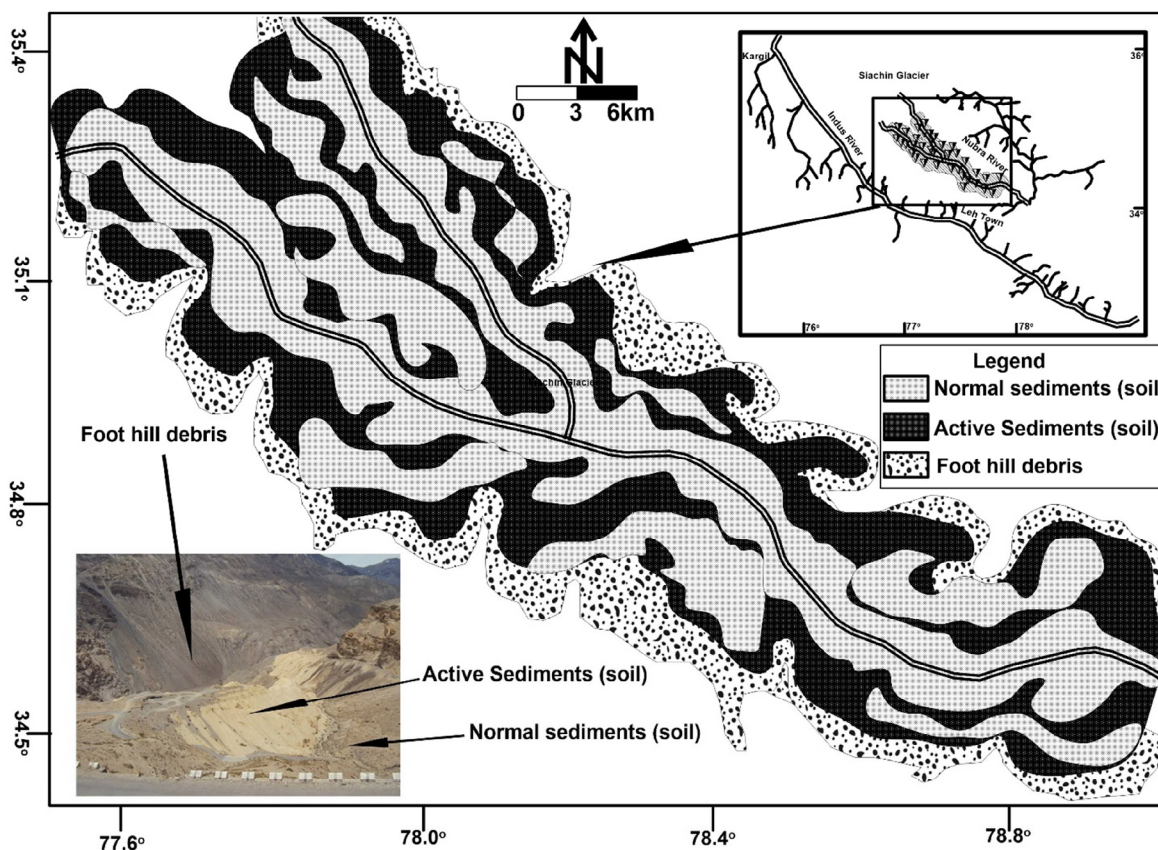 35.4°
35.1°
34.8°
34.5°
77.6°
78.0°
78.4°
78.8°
N
0 3 6km
Kargil
Siachin Glacier
Indus River
Nubra River
Leh Town
36°
34°
76°
77°
78°
Legend
Normal sediments (soil
Active Sediments (soil)
Foot hill debris
chin Glacie
Foot hill debris
Active Sediments (soil)
Normal sediments (soil)